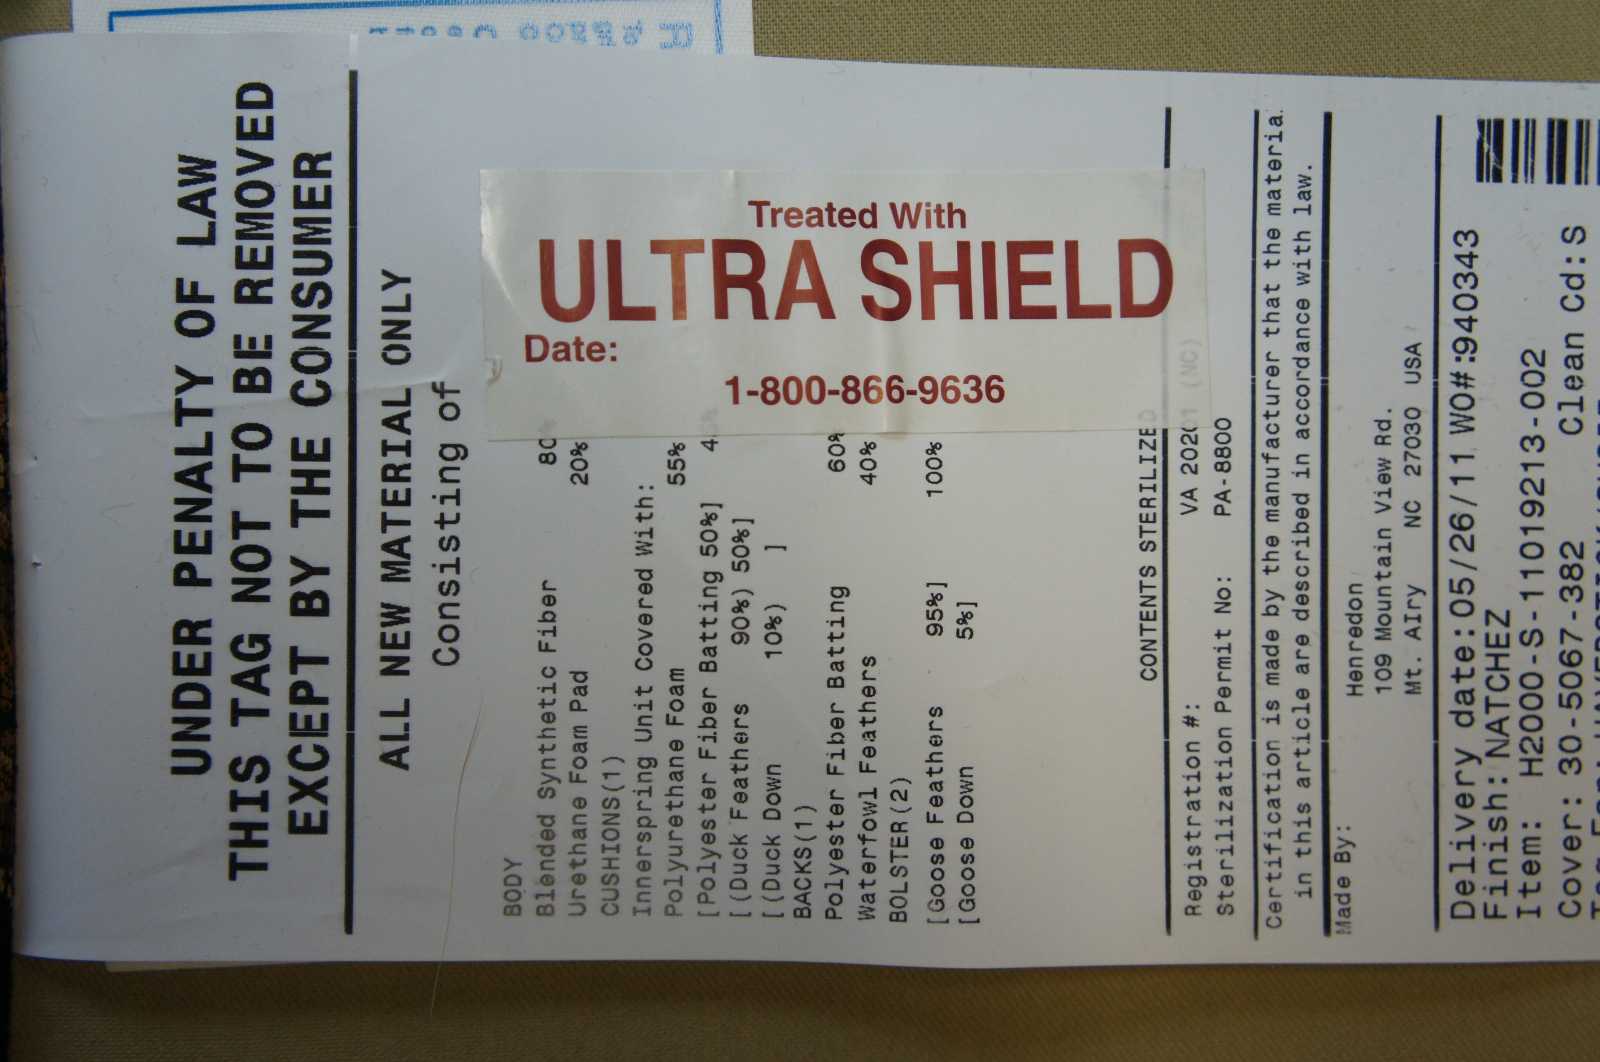 UNDER PENALTY OF LAW
THIS TAG NOT TO BE REMOVED
EXCEPT BY THE CONSUMER
ALL NEW MATERIAL ONLY
Consisting of
BODY
Blended Synthetic Fiber 80%
Urethane Foam Pad 20%
CUSHIONS(1)
Innerspring Unit Covered With:
Polyurethane Foam 55%
[Polyester Fiber Batting 50%]
[(Duck Feathers 90%) 50%]
[(Duck Down 10%) ]
BACKS(1)
Polyester Fiber Batting 60%
Waterfowl Feathers 40%
BOLSTER(2)
[Goose Feathers 95%] 100%
[Goose Down 5%]
Treated With
ULTRA SHIELD
Date:
1-800-866-9636
CONTENTS STERILIZED
Registration #: VA 20201 (NC)
Sterilization Permit No: PA-8800
Certification is made by the manufacturer that the
in this article are described in accordance with law.
Made By:
Henredon
109 Mountain View Rd.
Mt. AIry NC 27030 USA
Delivery date:05/26/11 WO#:940343
Finish: NATCHEZ
Item: H2000-S-11019213-002
Cover: 30-5067-382 Clean Cd:S